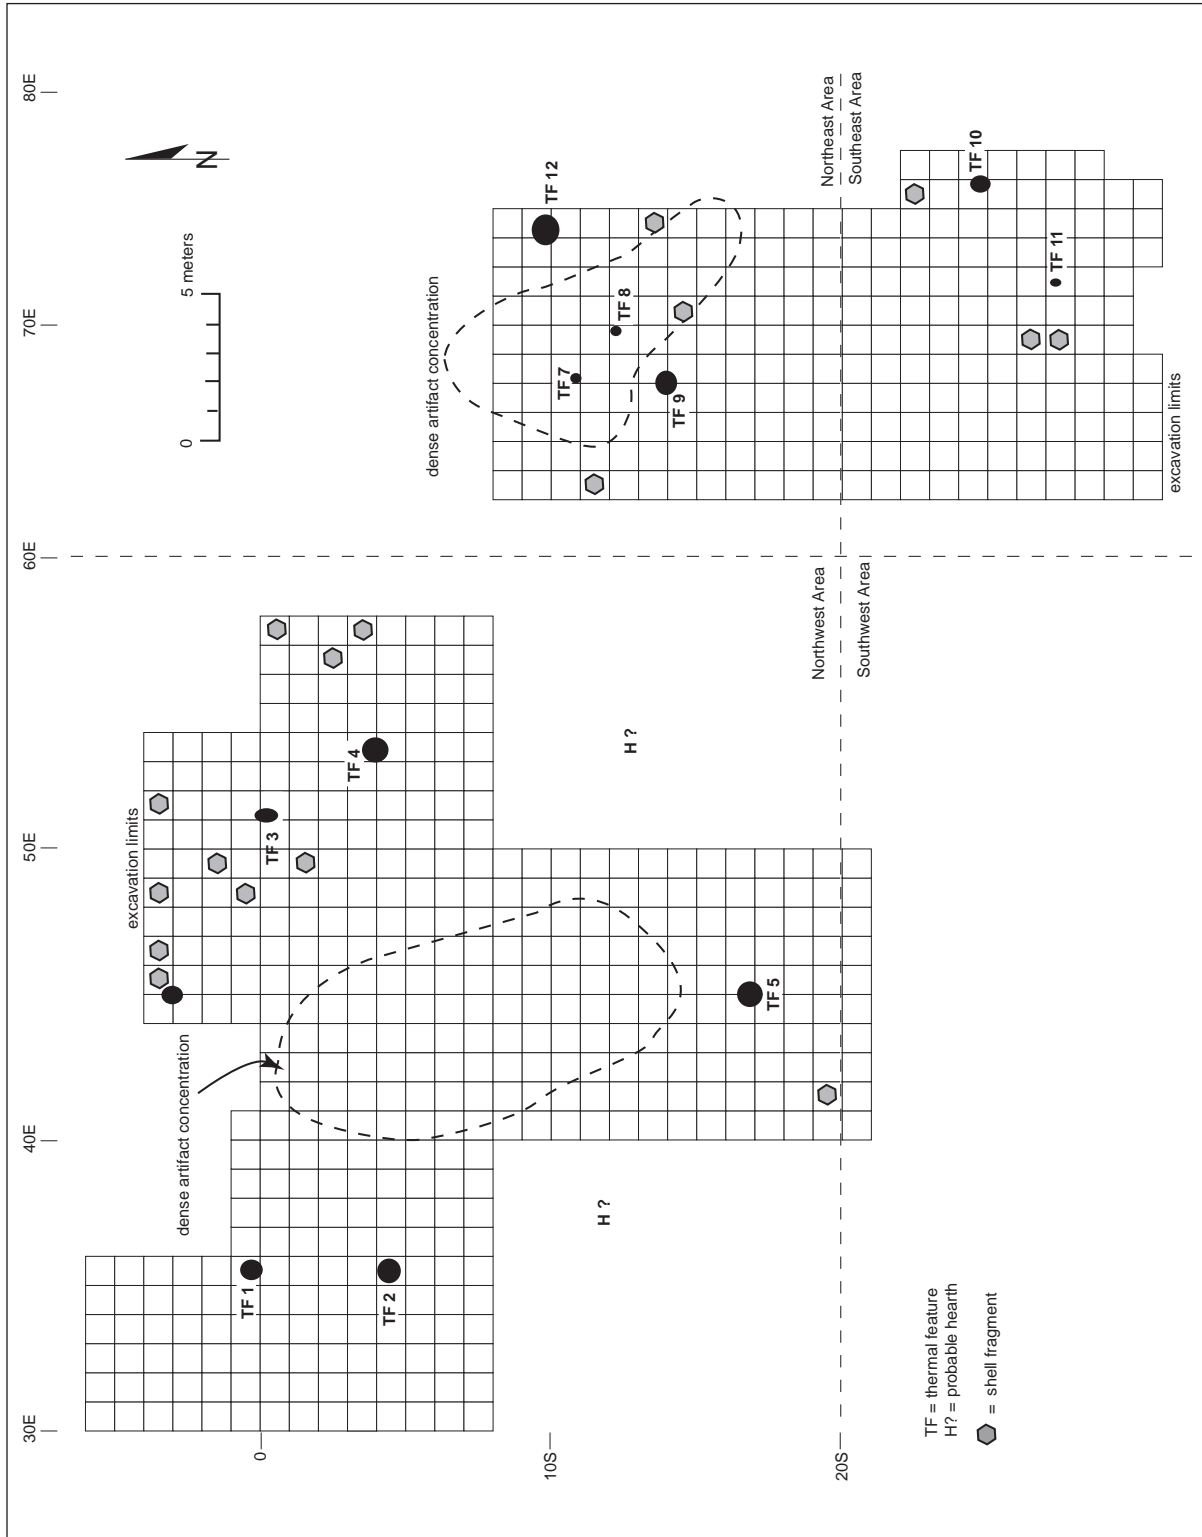 30E
40E
50E
60E
70E
80E
0
10S
20S
N
0
5 meters
excavation limits
dense artifact concentration
TF 1
TF 2
TF 3
TF 4
TF 5
H ?
H ?
Northwest Area
Southwest Area
dense artifact concentration
TF 7
TF 8
TF 9
TF 12
Northeast Area
Southeast Area
TF 10
TF 11
excavation limits
TF = thermal feature
H? = probable hearth
= shell fragment